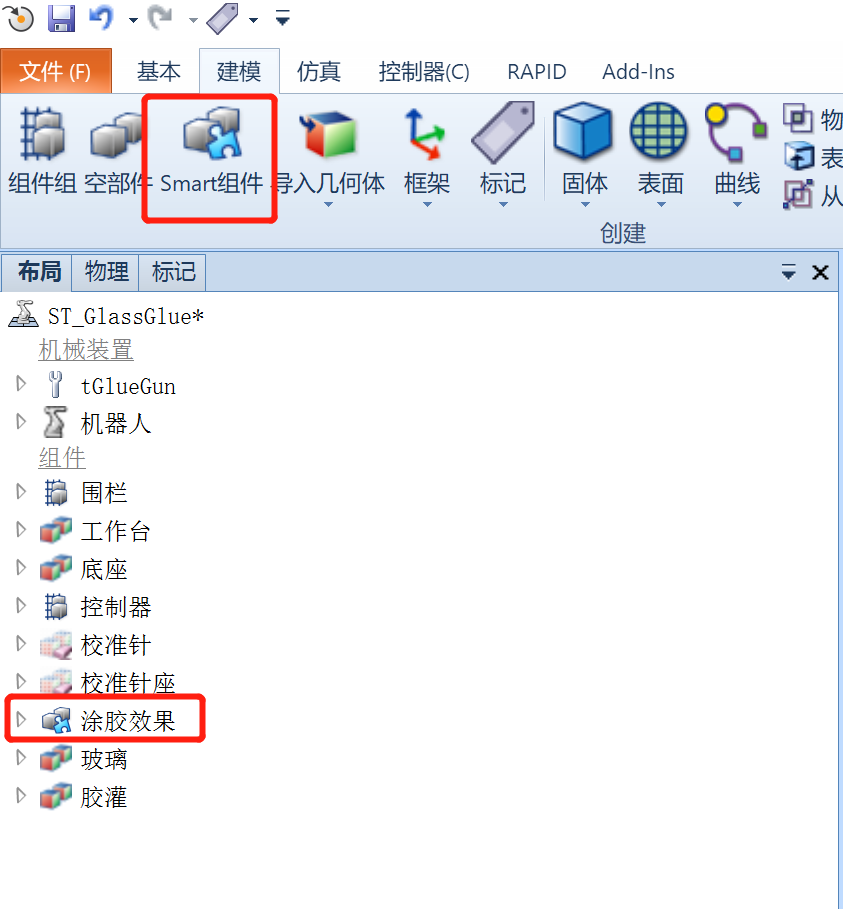 文件 (F) 基本 建模 仿真 控制器(C) RAPID Add-Ins
组件组 空部件 Smart组件 导入几何体 框架 标记 固体 表面 曲线
物
表
从
创建
布局 物理 标记
ST_GlassGlue*
机械装置
tGlueGun
机器人
组件
围栏
工作台
底座
控制器
校准针
校准针座
涂胶效果
玻璃
胶灌